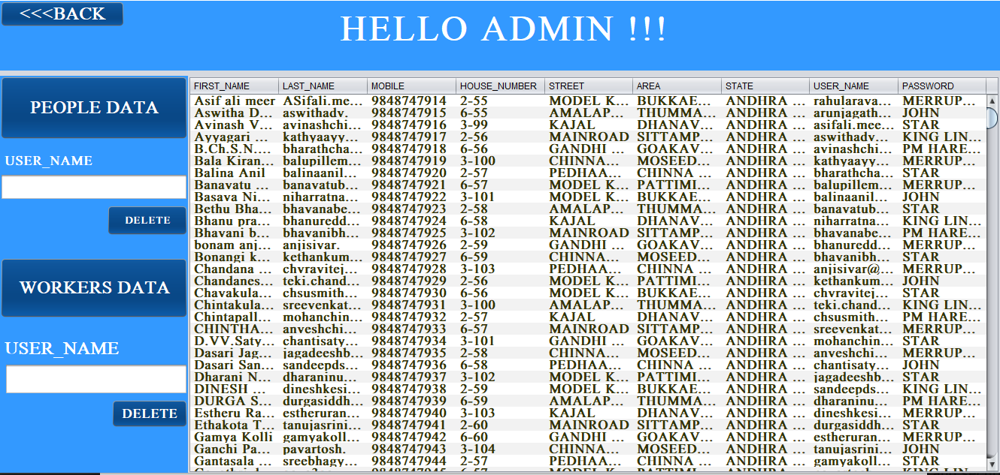 <<<BACK
HELLO ADMIN !!!
PEOPLE DATA
USER_NAME
DELETE
WORKERS DATA
USER_NAME
DELETE
FIRST_NAME LAST_NAME MOBILE HOUSE_NUMBER STREET AREA STATE USER_NAME PASSWORD
Asif ali meer ASifali.me... 9848747914 2-55 MODEL K... BUKKAE... ANDHRA ... rahularava... MERRUP...
Aswitha D... aswithadv. 9848747915 6-55 AMALAP... THUMMA... ANDHRA ... arunjagath... JOHN
Avinash V... avinashchi... 9848747916 3-99 KAJAL DHANAV... ANDHRA ... asifali.mee... STAR
Ayyagari ... kathyaayy... 9848747917 2-56 MAINROAD SITTAMP... ANDHRA ... aswithadv... KING LIN...
B.Ch.S.N.... bharathcha... 9848747918 6-56 GANDHI ... GOAKAV... ANDHRA ... avinashchi... PM HARE...
Bala Kiran... balupillem... 9848747919 3-100 CHINNA... MOSEED... ANDHRA ... kathyaayy... MERRUP...
Balina Anil balinaanil... 9848747920 2-57 PEDHAA... CHINNA ... ANDHRA ... bharathcha... STAR
Banavatu ... banavatub... 9848747921 6-57 MODEL K... PATTIMI... ANDHRA ... balupillem... MERRUP...
Basava Ni... niharratna... 9848747922 3-101 MODEL K... BUKKAE... ANDHRA ... balinaanil... JOHN
Bethu Bha... bhavanabe... 9848747923 2-58 AMALAP... THUMMA... ANDHRA ... banavatub... STAR
Bhanu pra... bhanuredd... 9848747924 6-58 KAJAL DHANAV... ANDHRA ... niharratna... KING LIN...
Bhavani b... bhavanibh... 9848747925 3-102 MAINROAD SITTAMP... ANDHRA ... bhavanabe... PM HARE...
bonam anj... anjisivar. 9848747926 2-59 GANDHI ... GOAKAV... ANDHRA ... bhanuredd... MERRUP...
Bonangi k... kethankum... 9848747927 6-59 CHINNA... MOSEED... ANDHRA ... bhavanibh... STAR
Chandana ... chvravitej... 9848747928 3-103 PEDHAA... CHINNA ... ANDHRA ... anjisivar@... MERRUP...
Chandanes... teki.chand... 9848747929 2-56 MODEL K... PATTIMI... ANDHRA ... kethankum... JOHN
Chavakula... chsusmith... 9848747930 6-56 MODEL K... BUKKAE... ANDHRA ... chvravitej... STAR
Chintakula... sreevenkat... 9848747931 3-100 AMALAP... THUMMA... ANDHRA ... teki.chand... KING LIN...
Chintapall... mohanchin... 9848747932 2-57 KAJAL DHANAV... ANDHRA ... chsusmith... PM HARE...
CHINTHA... anveshchi... 9848747933 6-57 MAINROAD SITTAMP... ANDHRA ... sreevenkat... MERRUP...
D.VV.Saty... chantisaty... 9848747934 3-101 GANDHI ... GOAKAV... ANDHRA ... mohanchin... STAR
Dasari Jag... jagadeeshb... 9848747935 2-58 CHINNA... MOSEED... ANDHRA ... anveshchi... MERRUP...
Dasari San... sandeepds... 9848747936 6-58 PEDHAA... CHINNA ... ANDHRA ... chantisaty... JOHN
Dharani N... dharaninu... 9848747937 3-102 MODEL K... PATTIMI... ANDHRA ... jagadeeshb... STAR
DINESH ... dineshkesi... 9848747938 2-59 MODEL K... BUKKAE... ANDHRA ... sandeepds... KING LIN...
DURGA S... durgasiddh... 9848747939 6-59 AMALAP... THUMMA... ANDHRA ... dharaninu... PM HARE...
Estheru Ra... estheruran... 9848747940 3-103 KAJAL DHANAV... ANDHRA ... dineshkesi... MERRUP...
Ethakota T... tanujasrini... 9848747941 2-60 MAINROAD SITTAMP... ANDHRA ... durgasiddh... STAR
Gamya Kolli gamyakoll... 9848747942 6-60 GANDHI ... GOAKAV... ANDHRA ... estheruran... MERRUP...
Ganchi Pa... pavartosh. 9848747943 3-104 CHINNA... MOSEED... ANDHRA ... tanujasrini... JOHN
Gantasala ... sreebhagy... 9848747944 2-57 PEDHAA... CHINNA ... ANDHRA ... gamyakoll... STAR